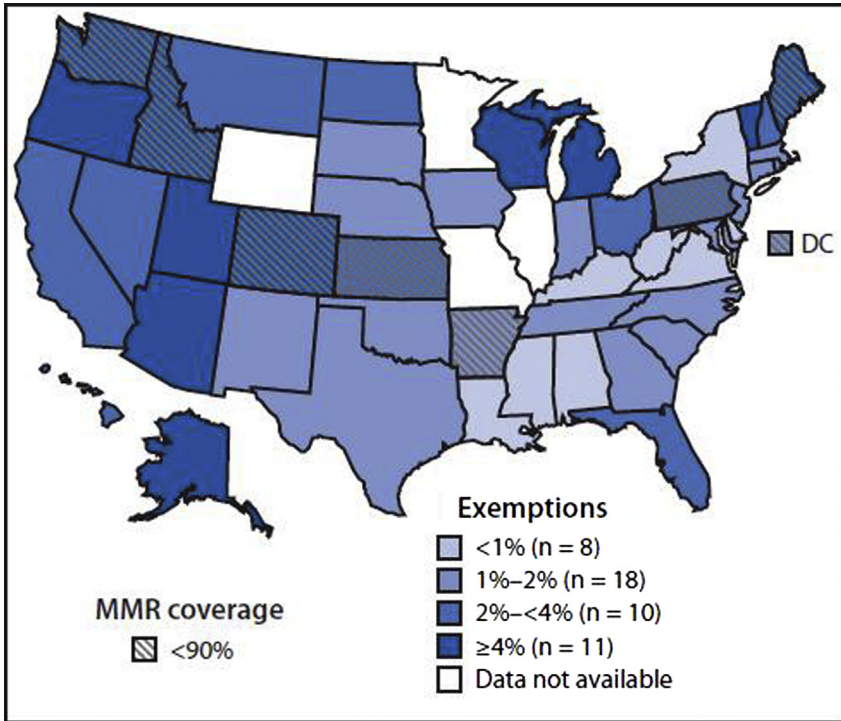 DC
Exemptions
<1% (n = 8)
1%–2% (n = 18)
2%–<4% (n = 10)
≥4% (n = 11)
Data not available
MMR coverage
<90%